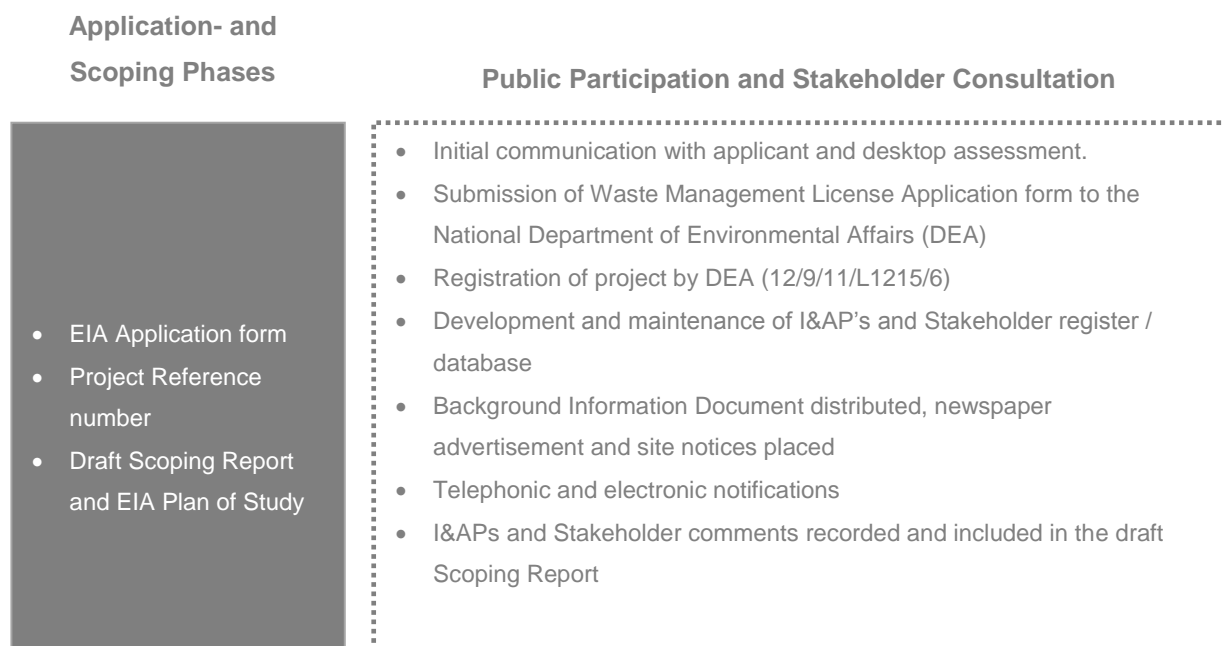 Application- and
Scoping Phases
Public Participation and Stakeholder Consultation
• EIA Application form
• Project Reference
number
• Draft Scoping Report
and EIA Plan of Study
• Initial communication with applicant and desktop assessment.
• Submission of Waste Management License Application form to the
National Department of Environmental Affairs (DEA)
• Registration of project by DEA (12/9/11/L1215/6)
• Development and maintenance of I&AP’s and Stakeholder register /
database
• Background Information Document distributed, newspaper
advertisement and site notices placed
• Telephonic and electronic notifications
• I&APs and Stakeholder comments recorded and included in the draft
Scoping Report